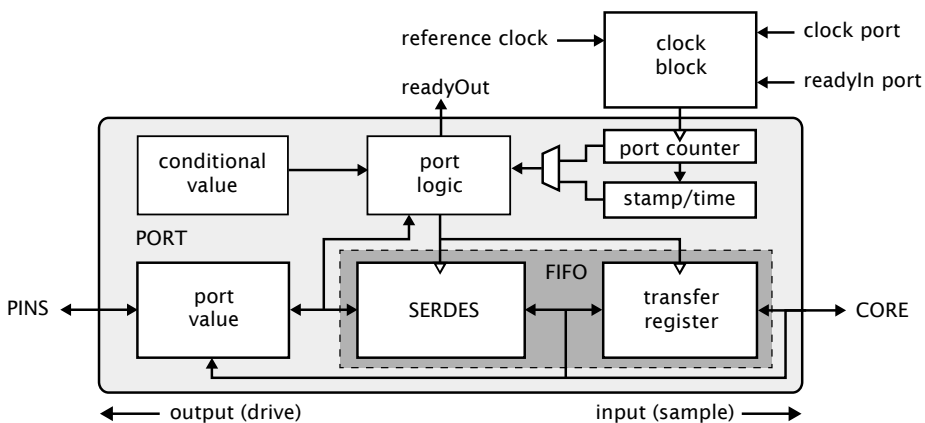 reference clock
clock
block
clock port
readyIn port
readyOut
conditional
value
port
logic
port counter
stamp/time
PORT
FIFO
PINS
port
value
SERDES
transfer
register
CORE
output (drive)
input (sample)